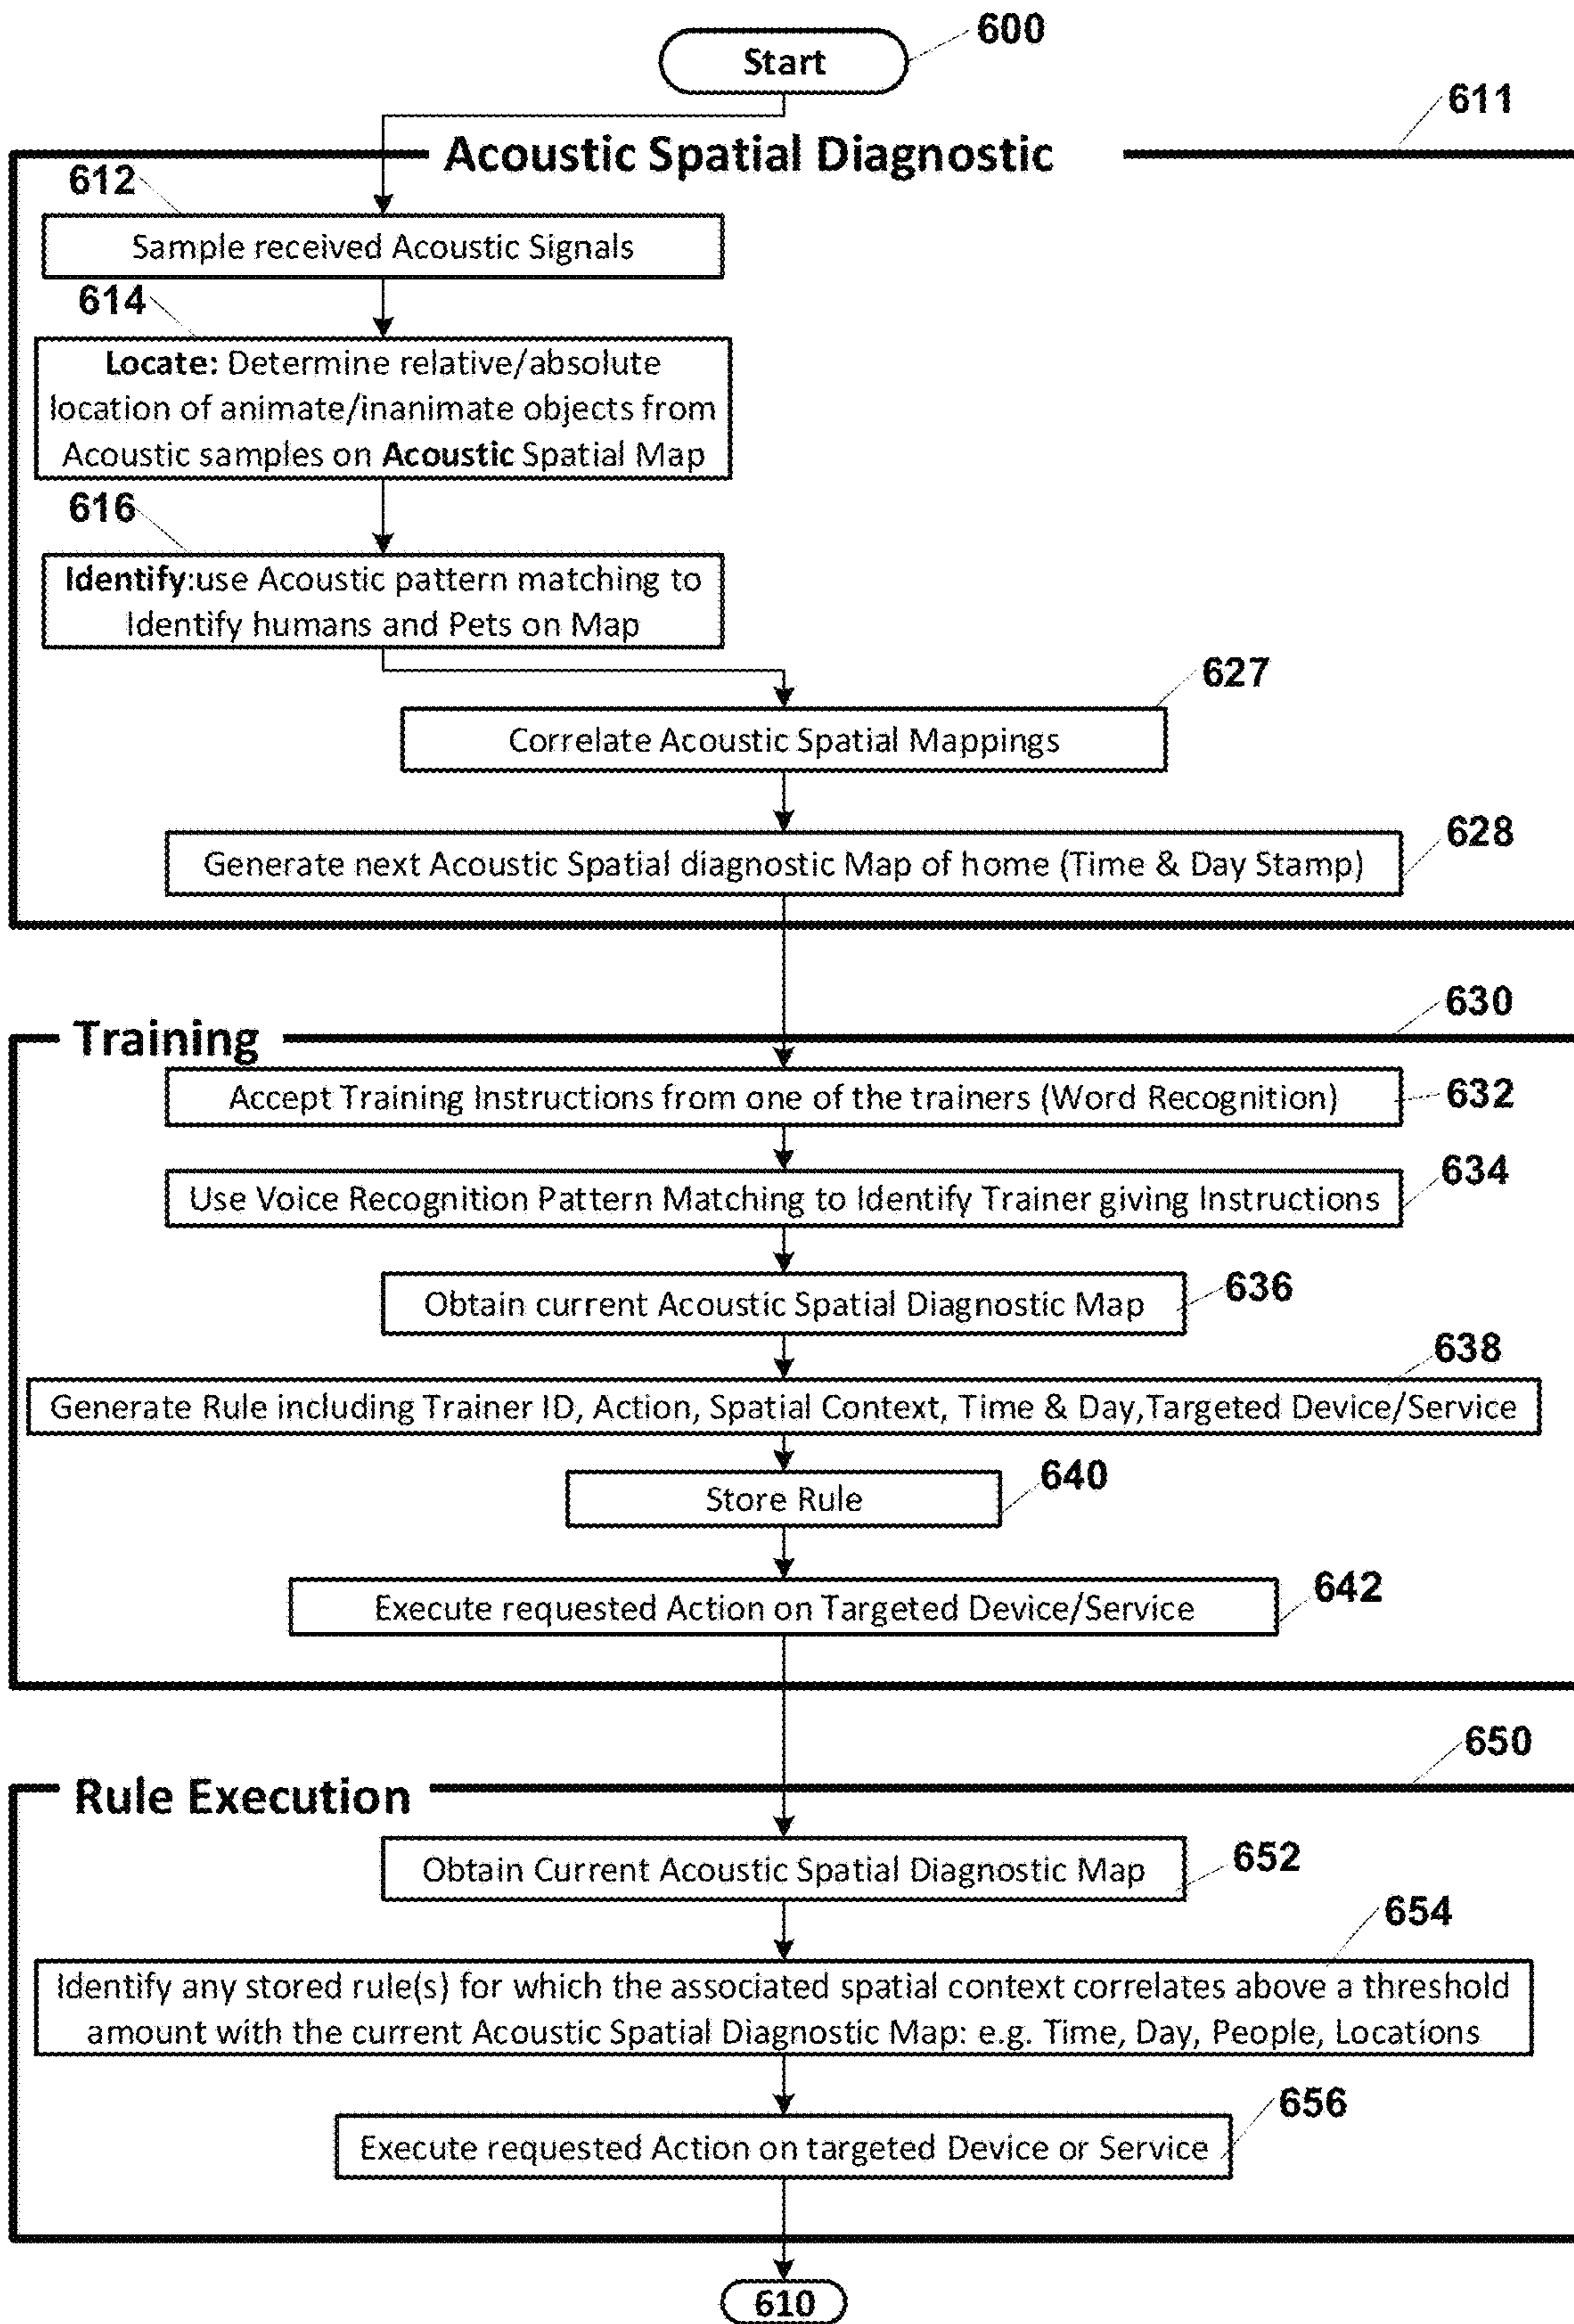 600
Start
611
Acoustic Spatial Diagnostic
612
Sample received Acoustic Signals
614
Locate: Determine relative/absolute
location of animate/inanimate objects from
Acoustic samples on Acoustic Spatial Map
616
Identify:use Acoustic pattern matching to
Identify humans and Pets on Map
627
Correlate Acoustic Spatial Mappings
628
Generate next Acoustic Spatial diagnostic Map of home (Time & Day Stamp)
630
Training
Accept Training Instructions from one of the trainers (Word Recognition)
632
634
Use Voice Recognition Pattern Matching to Identify Trainer giving Instructions
636
Obtain current Acoustic Spatial Diagnostic Map
638
Generate Rule including Trainer ID, Action, Spatial Context, Time & Day,Targeted Device/Service
640
Store Rule
642
Execute requested Action on Targeted Device/Service
650
Rule Execution
652
Obtain Current Acoustic Spatial Diagnostic Map
654
Identify any stored rule(s) for which the associated spatial context correlates above a threshold
amount with the current Acoustic Spatial Diagnostic Map: e.g. Time, Day, People, Locations
656
Execute requested Action on targeted Device or Service
610